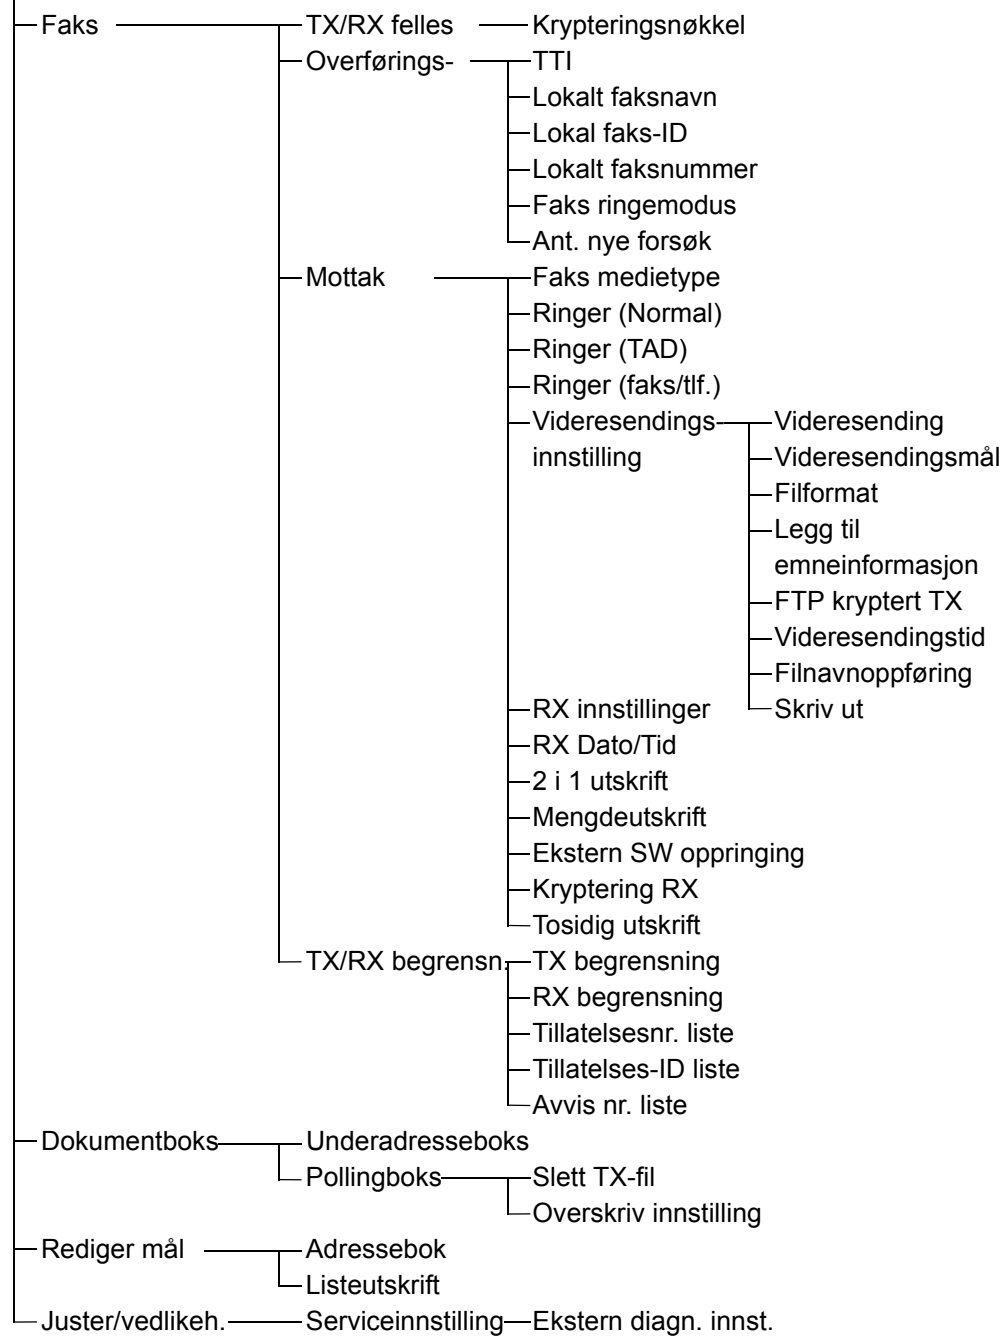 Faks TX/RX felles Krypteringsnøkkel
Overførings- TTI
Lokalt faksnavn
Lokal faks-ID
Lokalt faksnummer
Faks ringemodus
Ant. nye forsøk
Mottak Faks medietype
Ringer (Normal)
Ringer (TAD)
Ringer (faks/tlf.)
Videresendings- Videresending
innstilling Videresendingsmål
Filformat
Legg til
emneinformasjon
FTP kryptert TX
Videresendingstid
Filnavnoppføring
RX innstillinger Skriv ut
RX Dato/Tid
2 i 1 utskrift
Mengdeutskrift
Ekstern SW oppringing
Kryptering RX
Tosidig utskrift
TX/RX begrensn. TX begrensning
RX begrensning
Tillatelsesnr. liste
Tillatelses-ID liste
Avvis nr. liste
Dokumentboks Underadresseboks
Pollingboks Slett TX-fil
Overskriv innstilling
Rediger mål Adressebok
Listeutskrift
Juster/vedlikeh. Serviceinnstilling Ekstern diagn. innst.